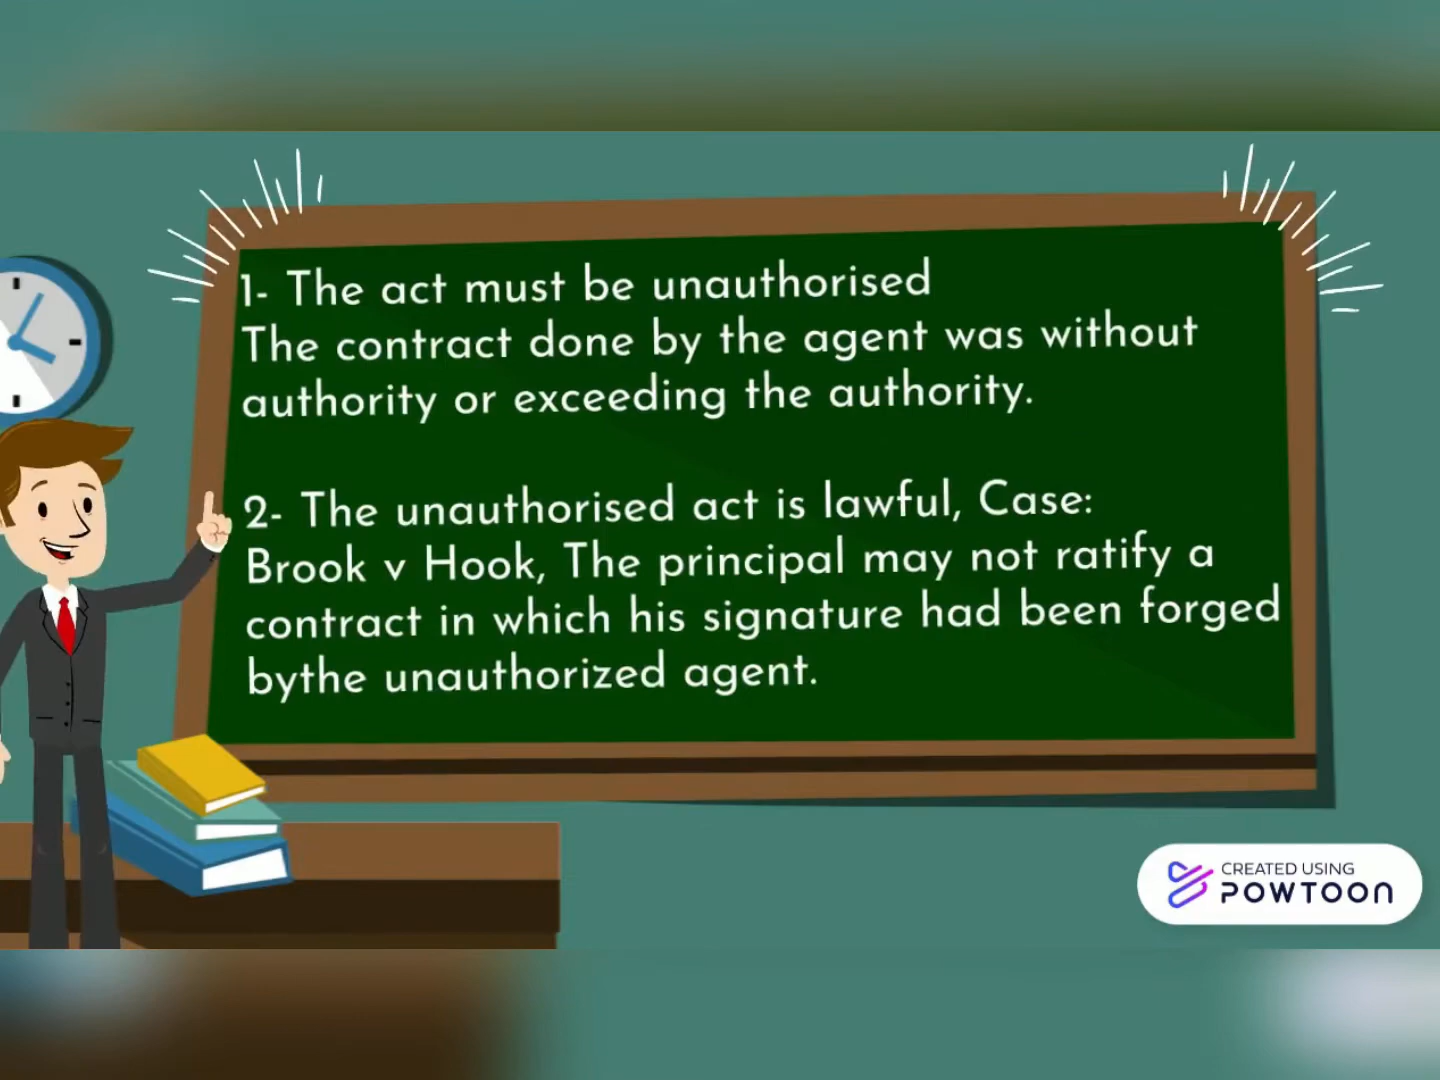 1- The act must be unauthorised
The contract done by the agent was without
authority or exceeding the authority.
2- The unauthorised act is lawful, Case:
Brook v Hook, The principal may not ratify a
contract in which his signature had been forged
bythe unauthorized agent.
CREATED USING
POWTOON